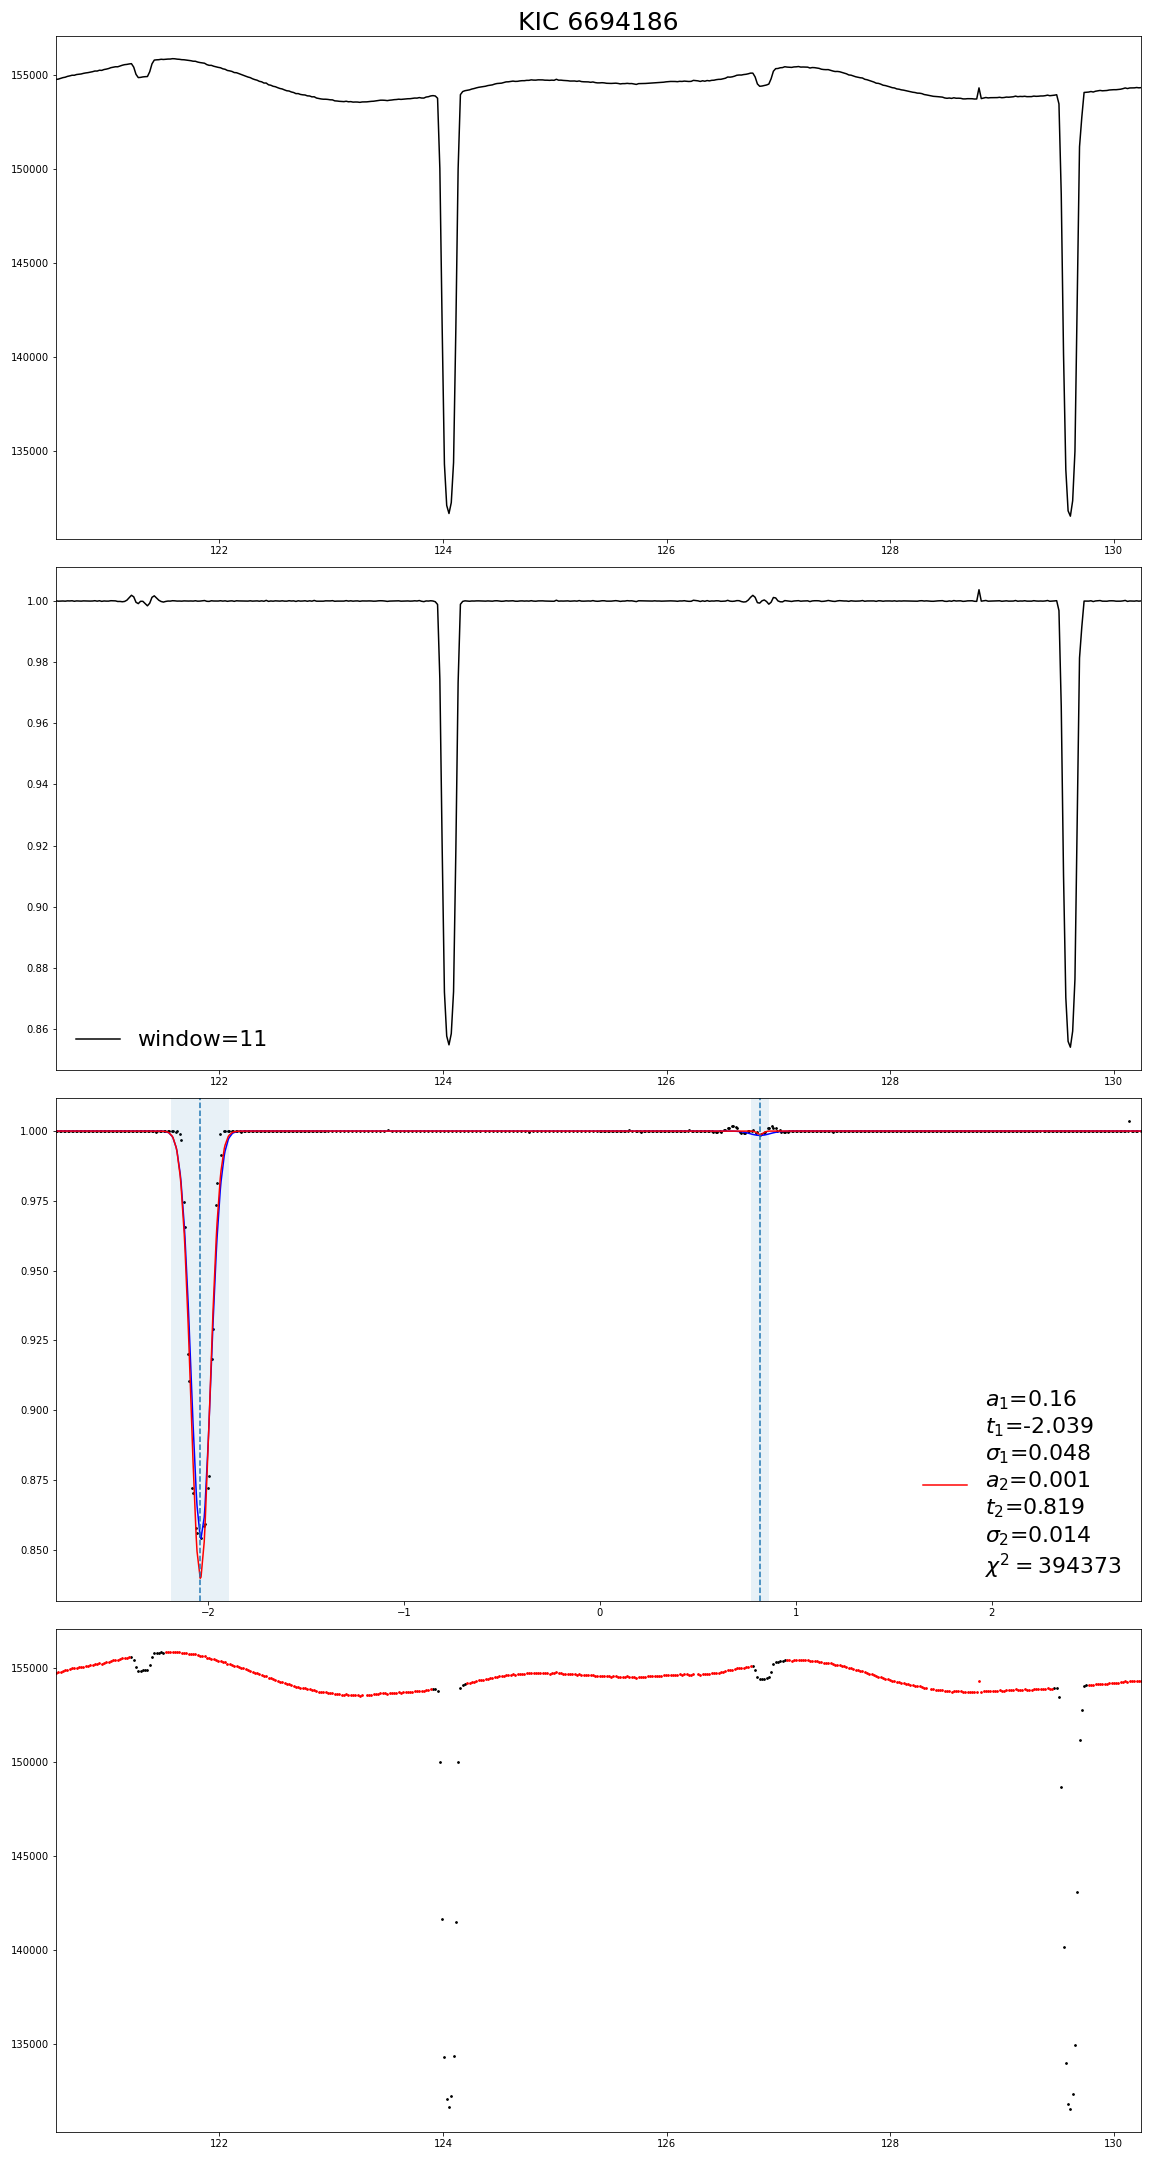 KIC 6694186
155000
150000
145000
140000
135000
122 124 126 128 130
1.00
0.98
0.96
0.94
0.92
0.90
0.88
0.86
window=11
122 124 126 128 130
1.000
0.975
0.950
0.925
0.900
0.875
0.850
a₁=0.16
t₁=-2.039
σ₁=0.048
a₂=0.001
t₂=0.819
σ₂=0.014
χ² = 394373
−2 −1 0 1 2
155000
150000
145000
140000
135000
122 124 126 128 130